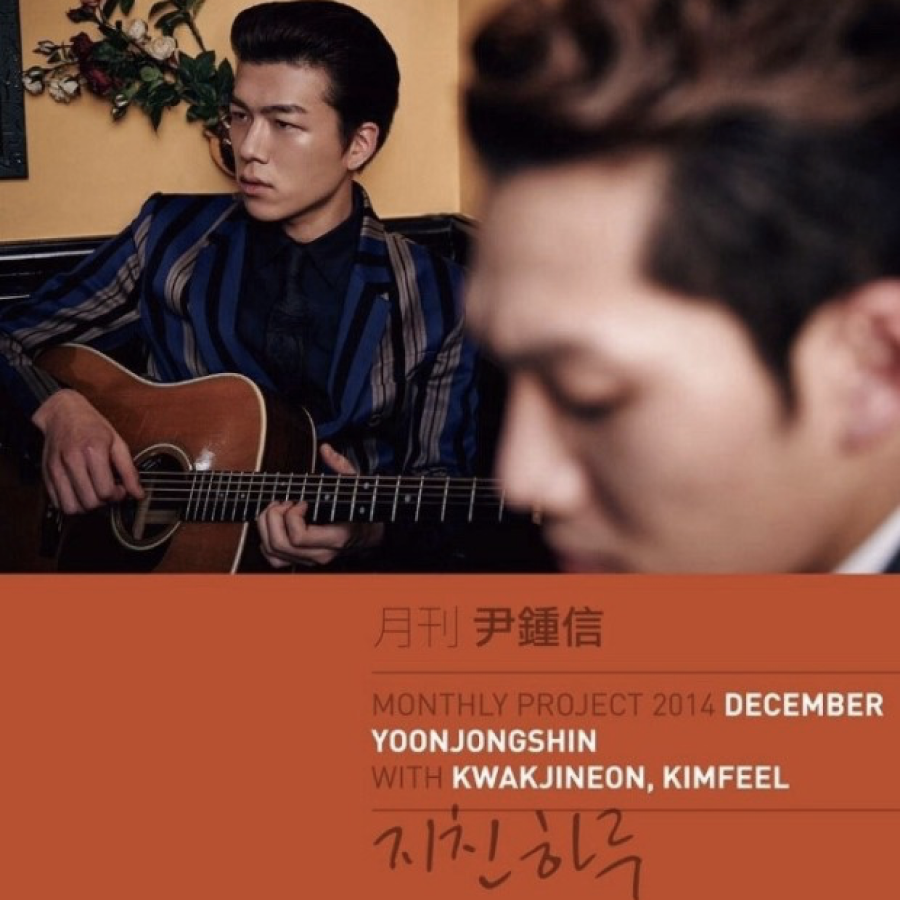 月刊 尹鍾信
MONTHLY PROJECT 2014 DECEMBER
YOONJONGSHIN
WITH KWAKJINEON, KIMFEEL
지친 하루